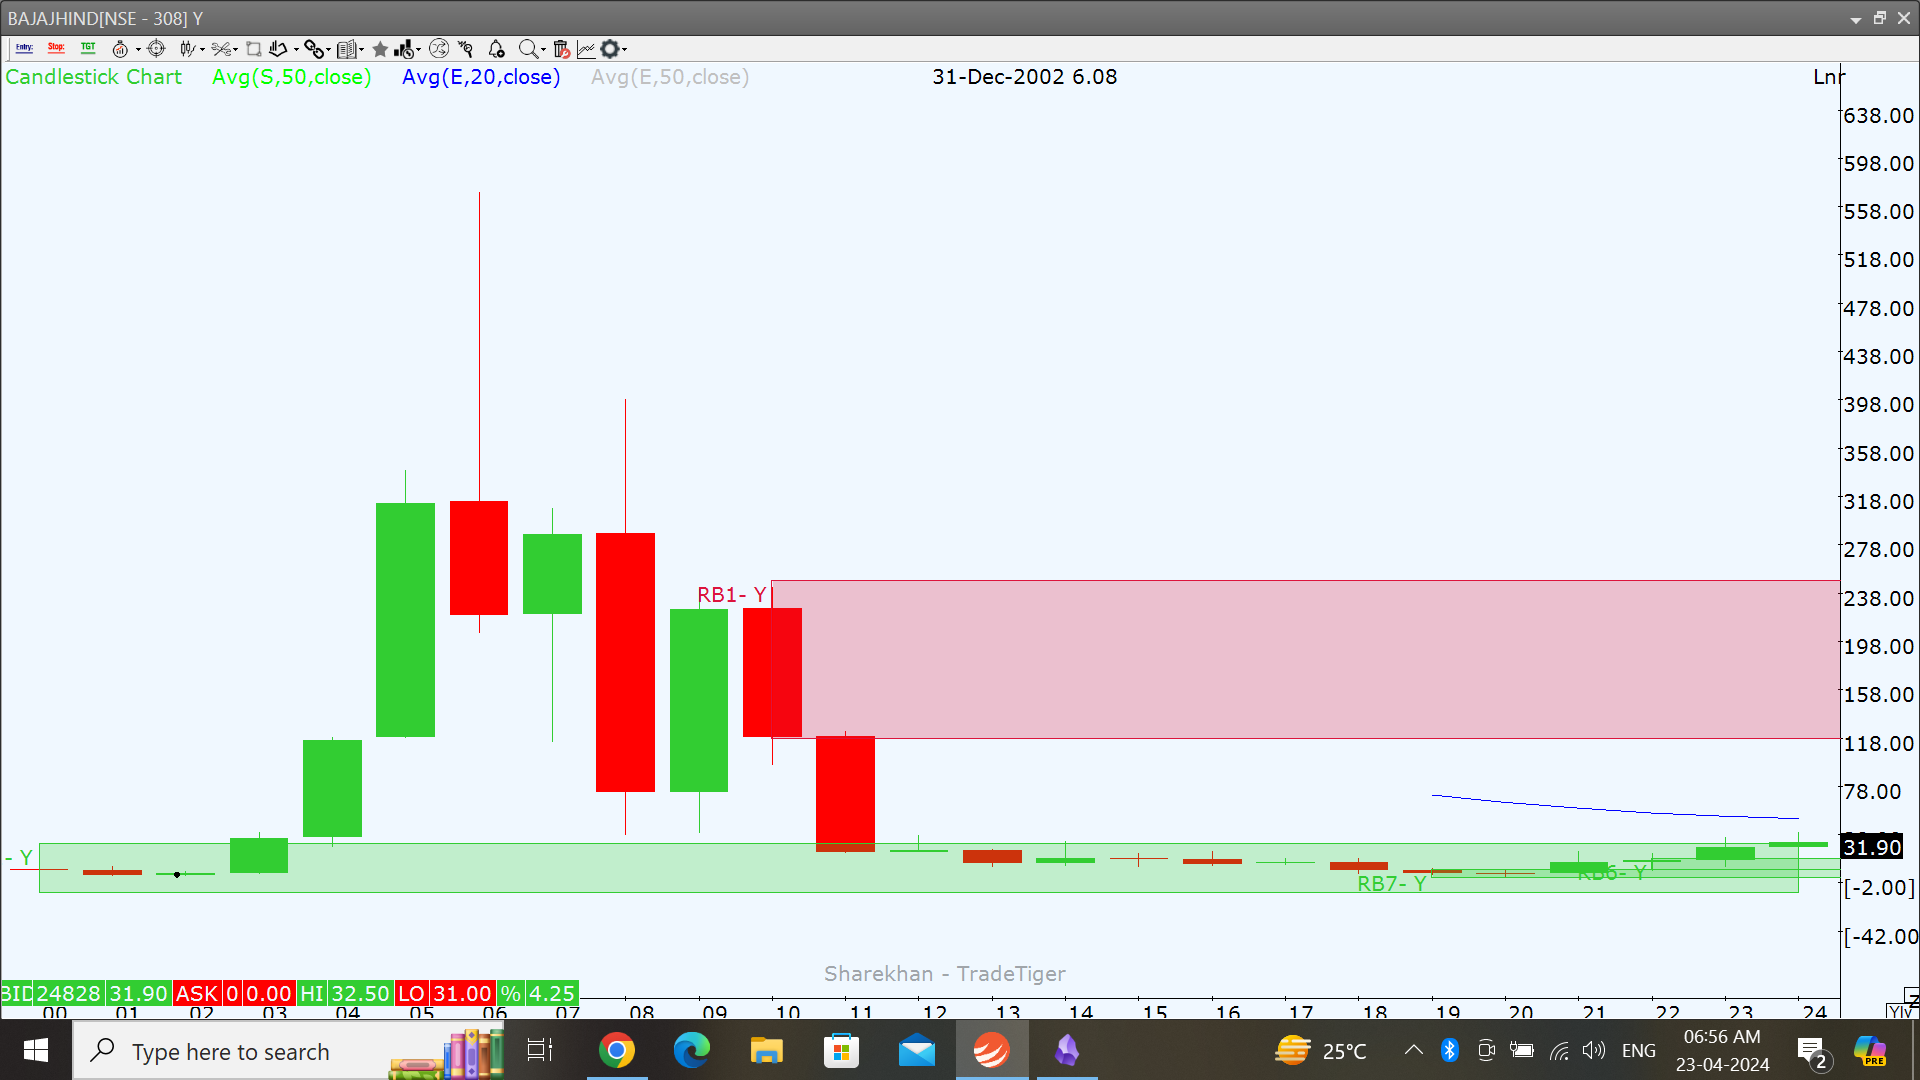 BAJAJHIND[NSE - 308] Y
Entry: Stop: TGT
Candlestick Chart Avg(S,50,close) Avg(E,20,close) Avg(E,50,close) 31-Dec-2002 6.08 Lnr
638.00
598.00
558.00
518.00
478.00
438.00
398.00
358.00
318.00
278.00
RB1- Y
238.00
198.00
158.00
118.00
78.00
31.90
- Y
RB6- Y
RB7- Y
[-2.00]
[-42.00
Sharekhan - TradeTiger
BID 24828 31.90 ASK 0 0.00 HI 32.50 LO 31.00 % 4.25
00 01 02 03 04 05 06 07 08 09 10 11 12 13 14 15 16 17 18 19 20 21 22 23 24
Type here to search
25°C
ENG
06:56 AM
23-04-2024
2
PRE